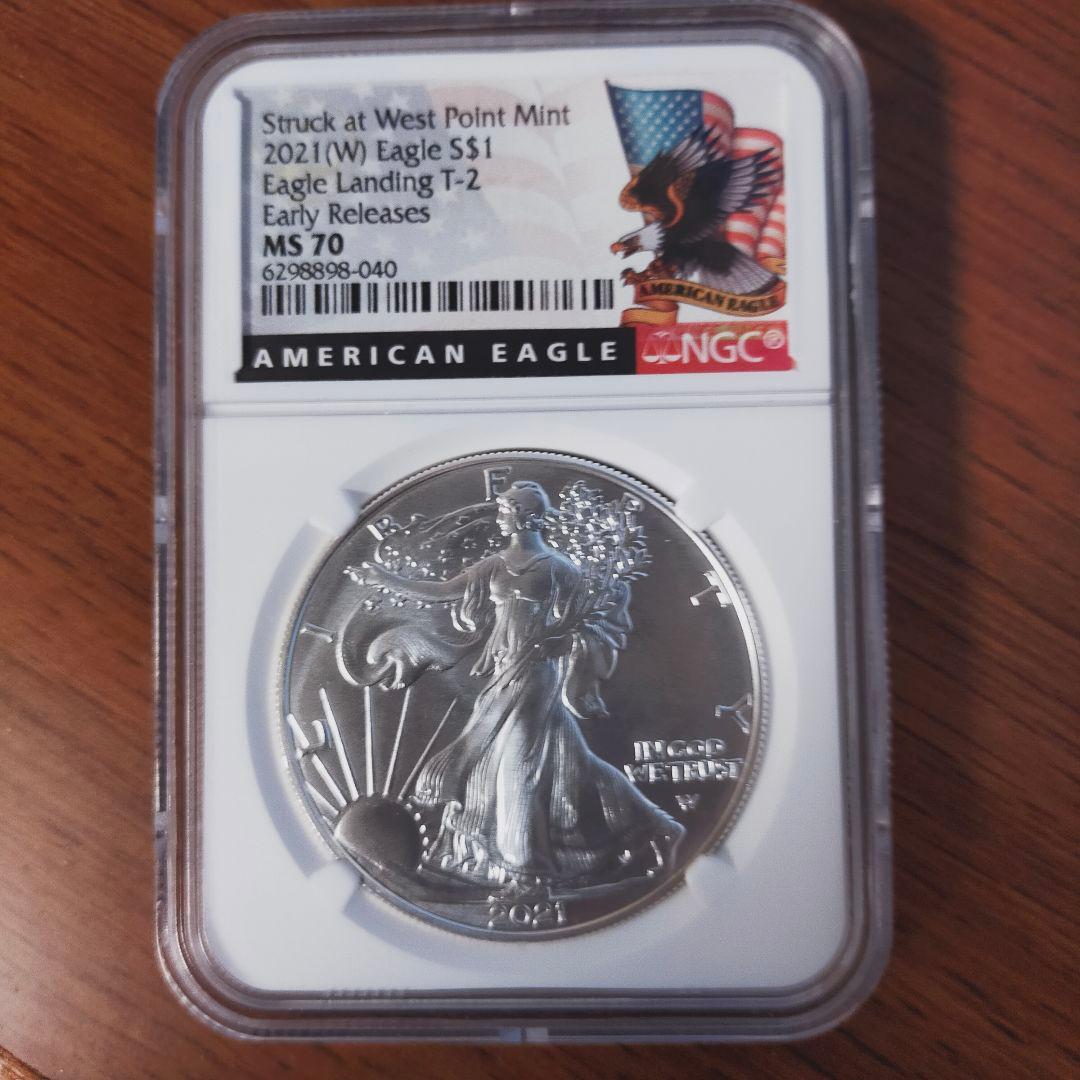 Struck at West Point Mint
2021(W) Eagle S$1
Eagle Landing T-2
Early Releases
MS 70
6298898-040
AMERICAN EAGLE
AMERICAN EAGLE
NGC®
LIBERTY
IN GOD
WE TRUST
W
2021